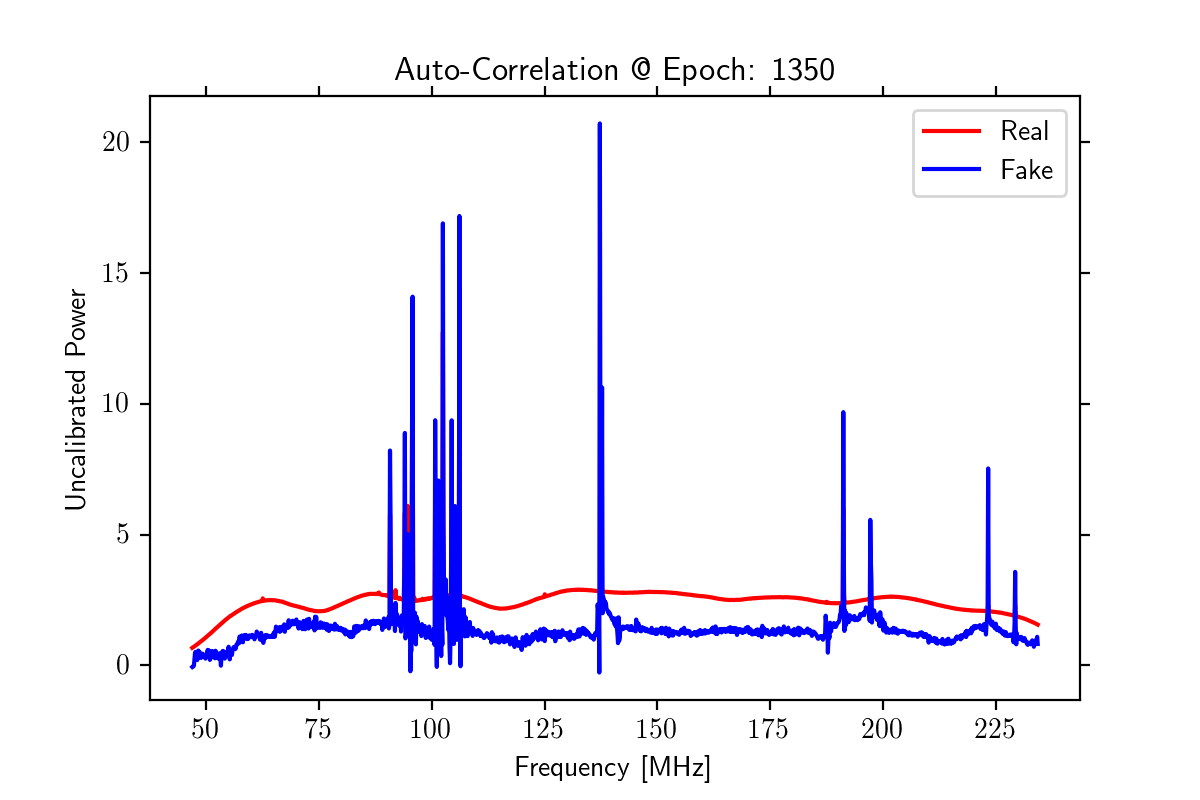 Auto-Correlation @ Epoch: 1350
Real
Fake
Uncalibrated Power
20
15
10
5
0
50 75 100 125 150 175 200 225
Frequency [MHz]